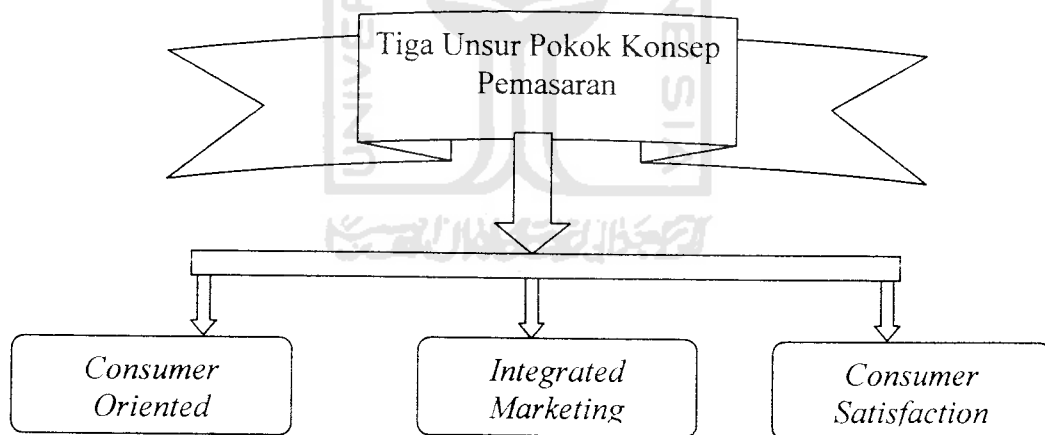 Tiga Unsur Pokok Konsep
Pemasaran
Consumer
Oriented
Integrated
Marketing
Consumer
Satisfaction